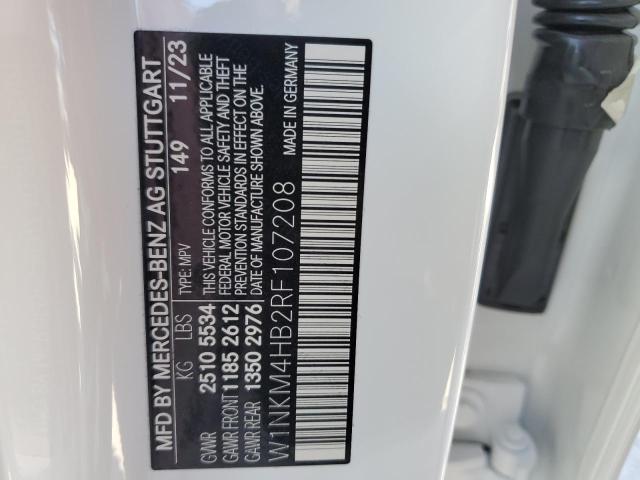 MFD BY MERCEDES-BENZ AG STUTTGART
KG LBS TYPE: MPV 149 11/23
GVWR 2510 5534 THIS VEHICLE CONFORMS TO ALL APPLICABLE
GAWR FRONT 1185 2612 FEDERAL MOTOR VEHICLE SAFETY AND THEFT
GAWR REAR 1350 2976 PREVENTION STANDARDS IN EFFECT ON THE
DATE OF MANUFACTURE SHOWN ABOVE.
W1NKM4HB2RF107208 MADE IN GERMANY